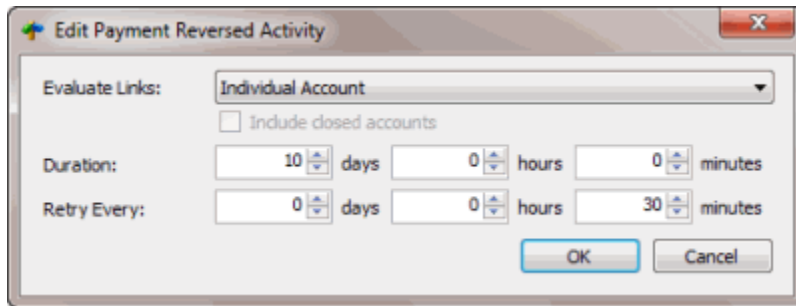 Edit Payment Reversed Activity
Evaluate Links: Individual Account
Include closed accounts
Duration: 10 days 0 hours 0 minutes
Retry Every: 0 days 0 hours 30 minutes
OK Cancel